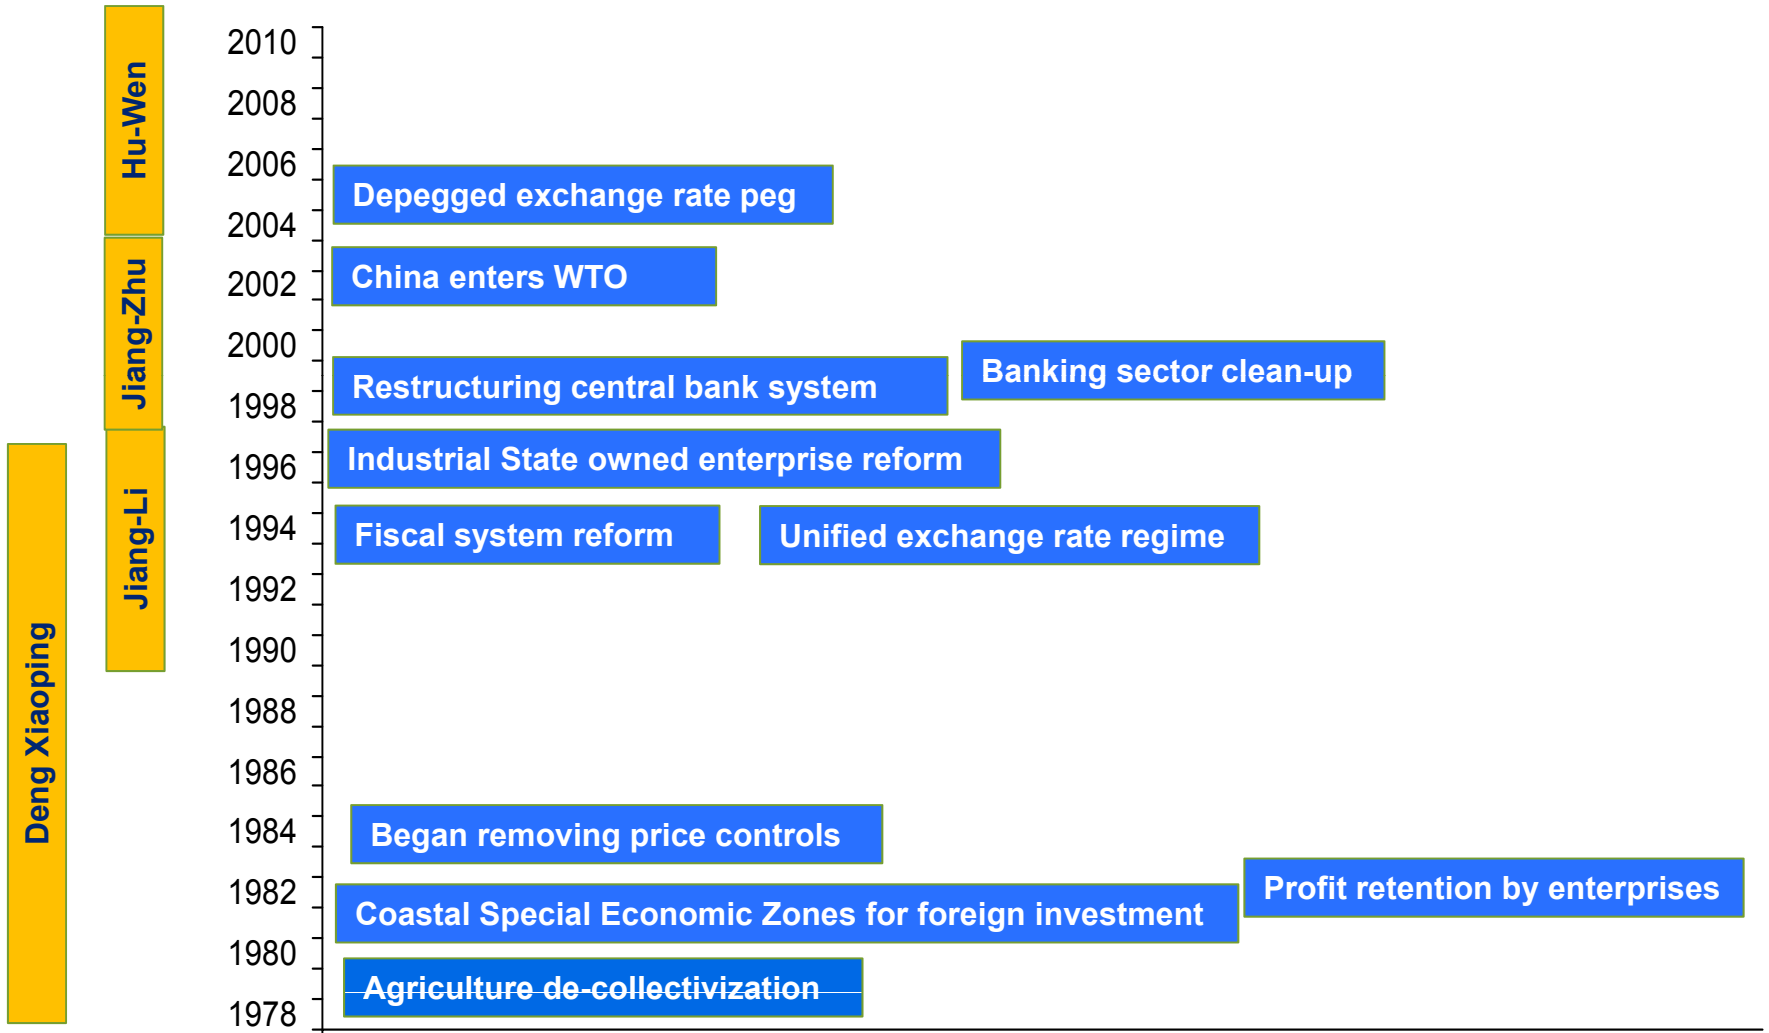 Hu-Wen
Jiang-Zhu
Jiang-Li
Deng Xiaoping
2010
2008
2006
Depegged exchange rate peg
2004
China enters WTO
2002
2000
Banking sector clean-up
Restructuring central bank system
1998
Industrial State owned enterprise reform
1996
1994
Fiscal system reform
Unified exchange rate regime
1992
1990
1988
1986
1984
Began removing price controls
1982
Profit retention by enterprises
Coastal Special Economic Zones for foreign investment
1980
Agriculture de-collectivization
1978